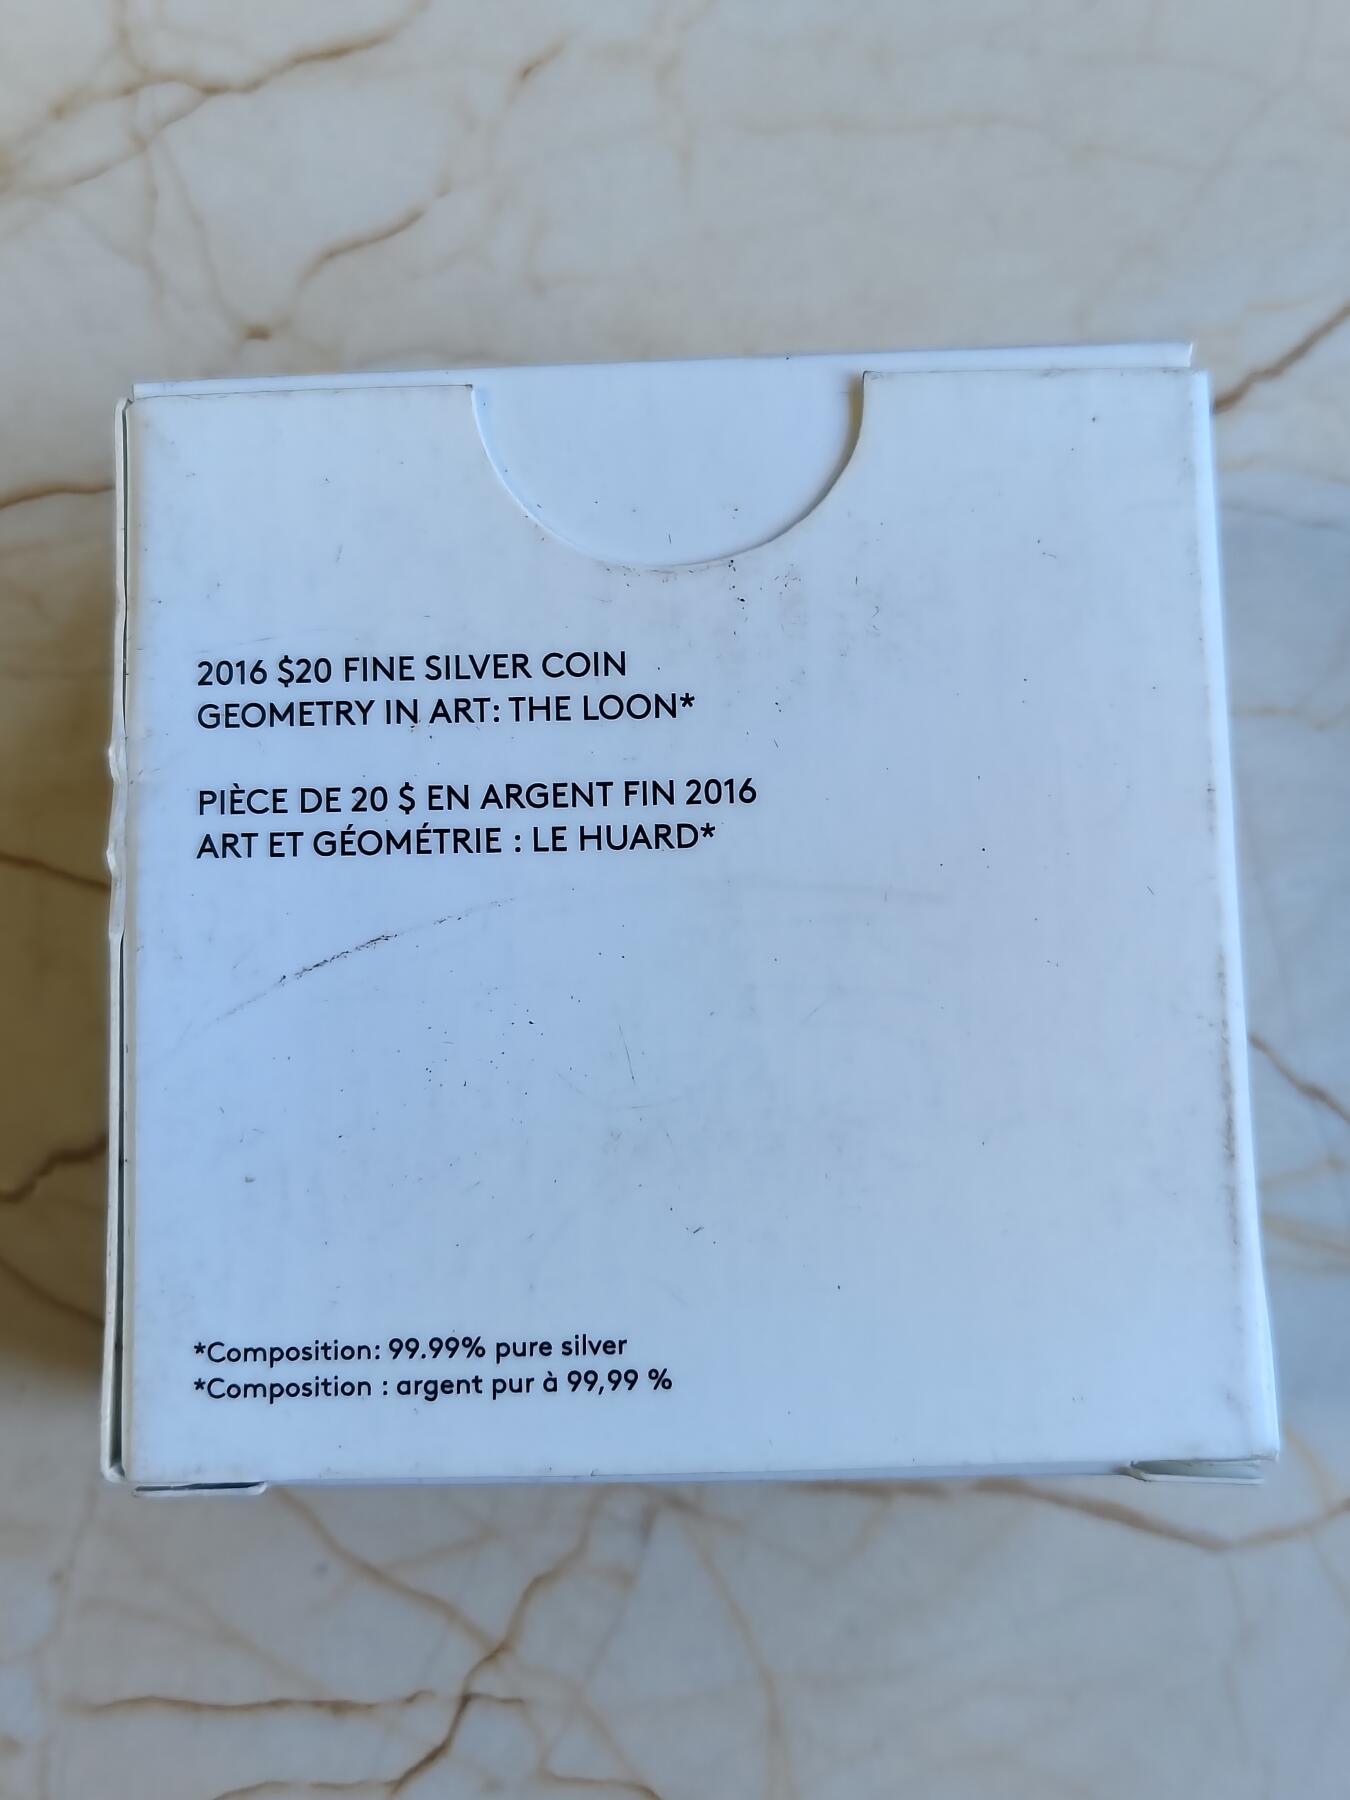 2016 $20 FINE SILVER COIN
GEOMETRY IN ART: THE LOON*
PIÈCE DE 20 $ EN ARGENT FIN 2016
ART ET GÉOMÉTRIE : LE HUARD*
*Composition: 99.99% pure silver
*Composition : argent pur à 99,99 %